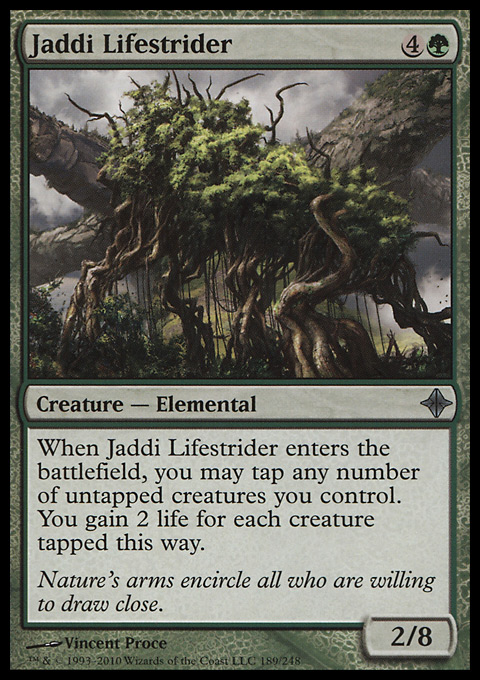 Jaddi Lifestrider 4
Creature — Elemental
When Jaddi Lifestrider enters the
battlefield, you may tap any number
of untapped creatures you control.
You gain 2 life for each creature
tapped this way.
Nature's arms encircle all who are willing
to draw close.
2/8
Vincent Proce
™ & © 1993–2010 Wizards of the Coast LLC 189/248